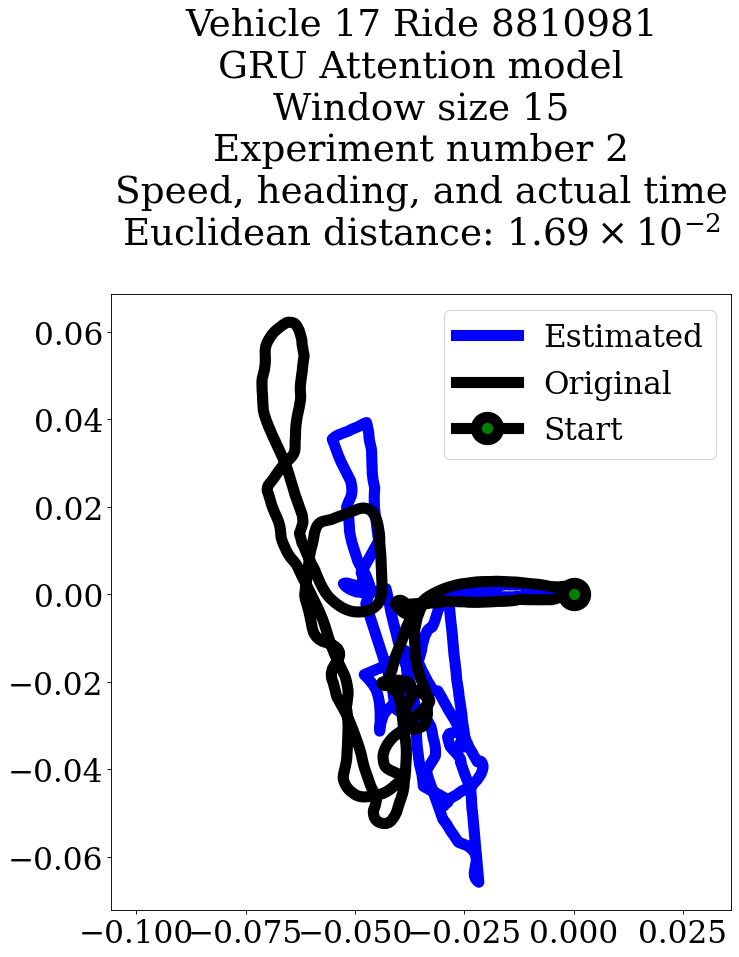 Vehicle 17 Ride 8810981
GRU Attention model
Window size 15
Experiment number 2
Speed, heading, and actual time
Euclidean distance: 1.69 × 10⁻²
Estimated
Original
Start
0.06
0.04
0.02
0.00
−0.02
−0.04
−0.06
−0.100 −0.075 −0.050 −0.025 0.000 0.025